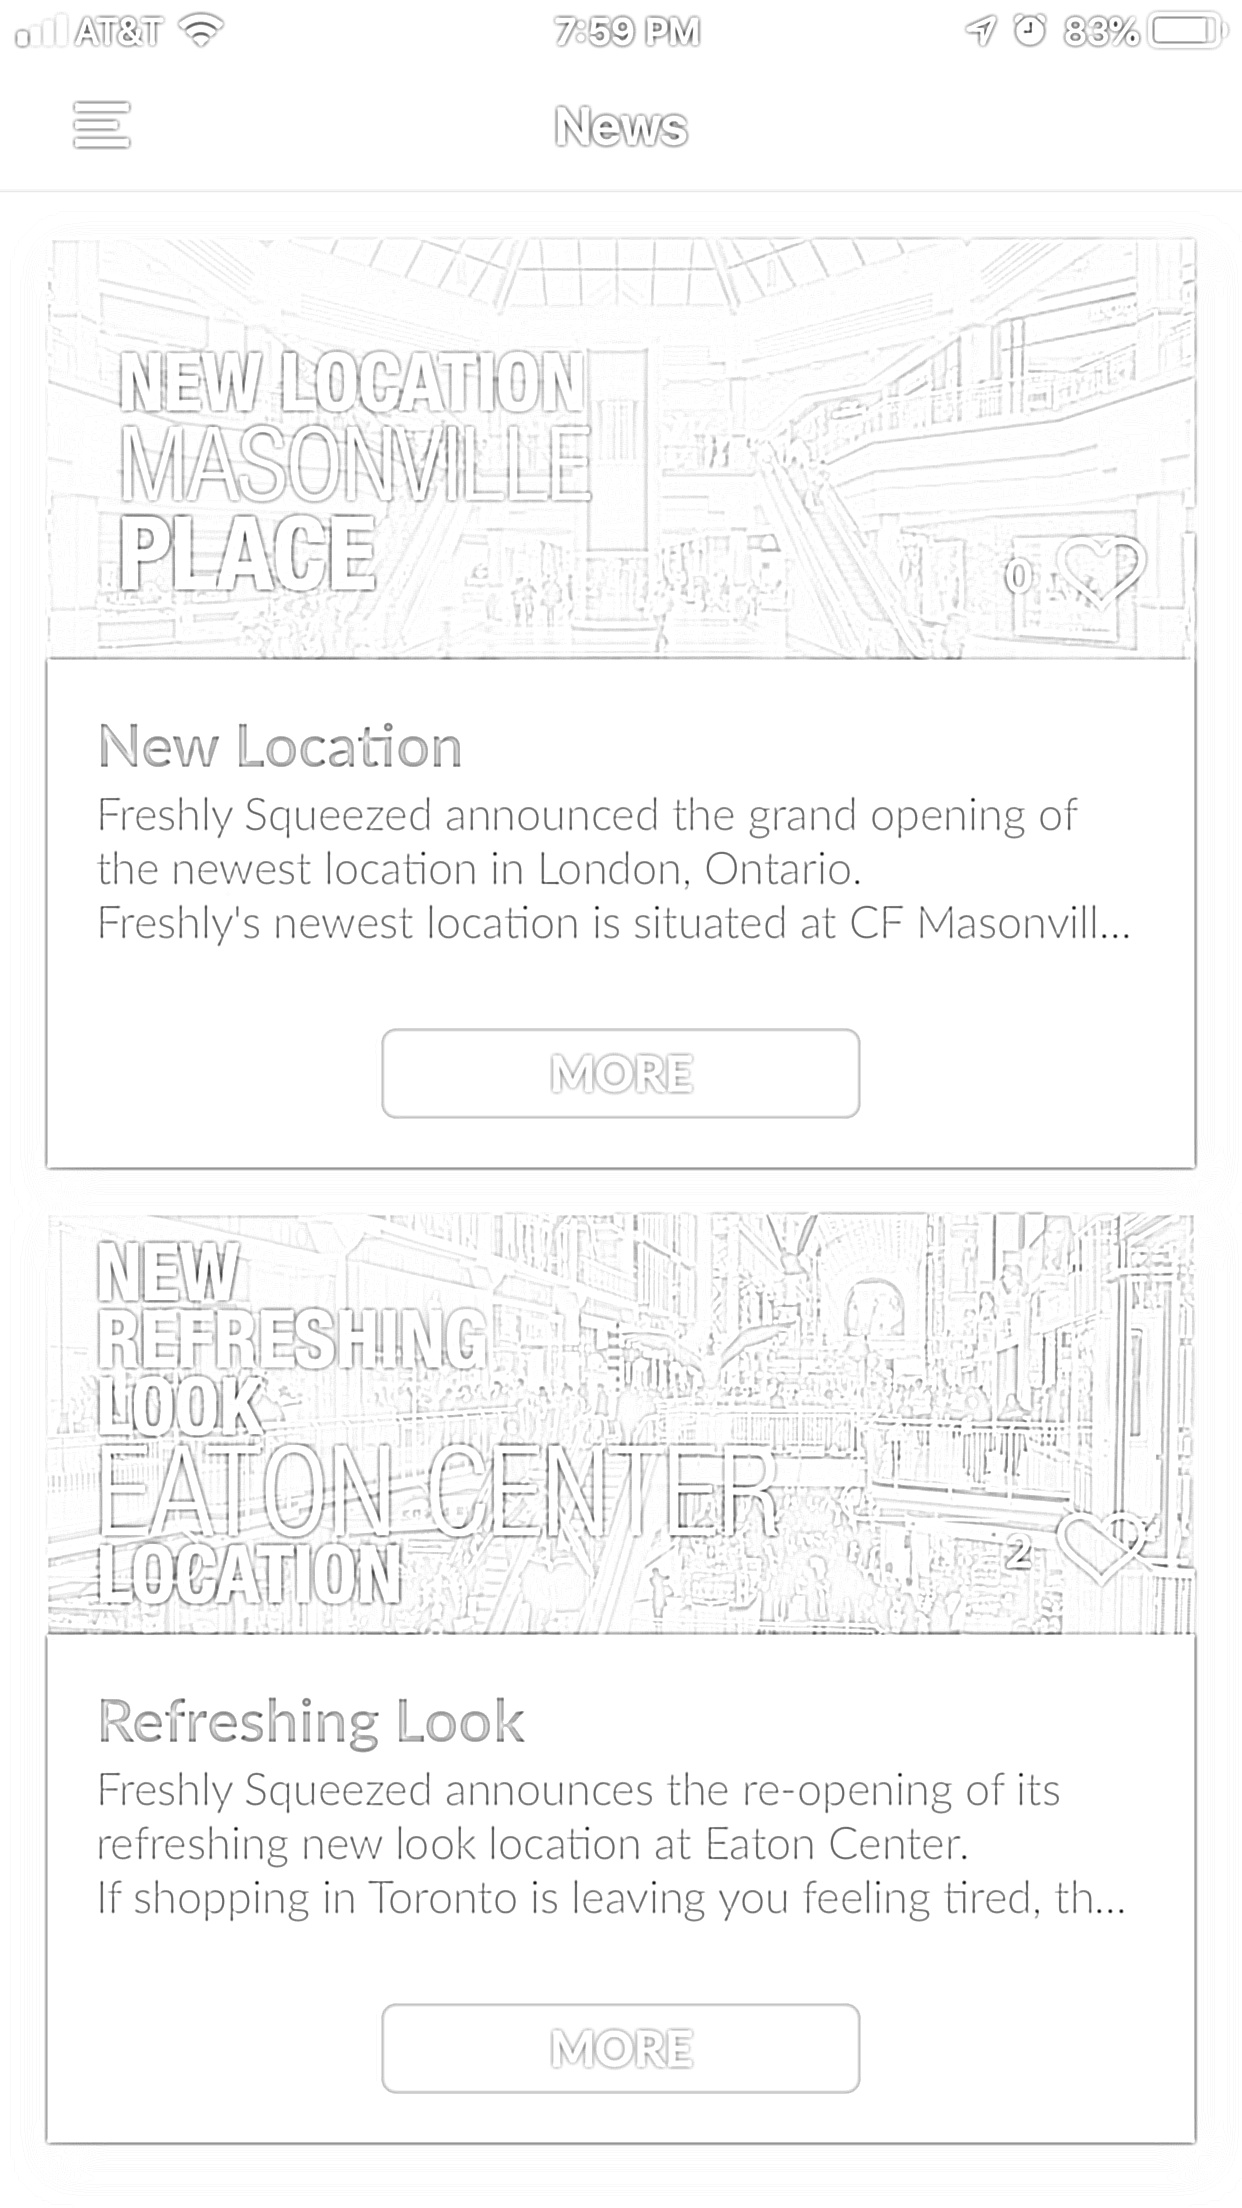 AT&T 7:59 PM 83%
News
NEW LOCATION
MASONVILLE
PLACE
0
New Location
Freshly Squeezed announced the grand opening of
the newest location in London, Ontario.
Freshly's newest location is situated at CF Masonvill...
MORE
NEW
REFRESHING
LOOK
EATON CENTER
LOCATION
2
Refreshing Look
Freshly Squeezed announces the re-opening of its
refreshing new look location at Eaton Center.
If shopping in Toronto is leaving you feeling tired, th...
MORE